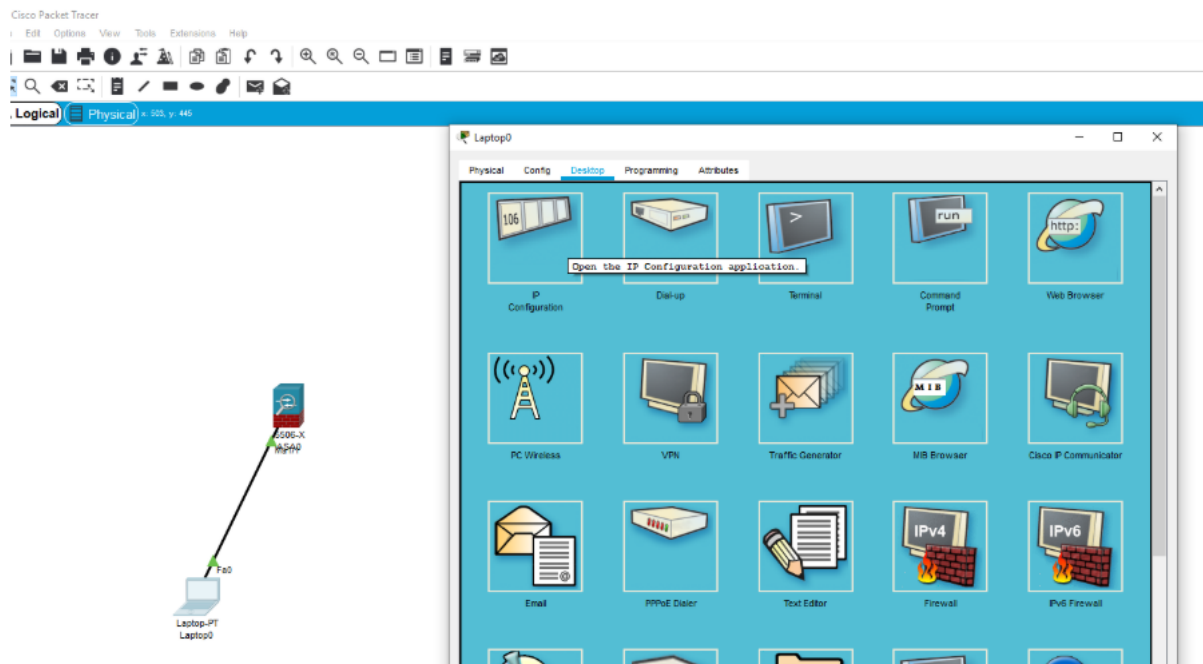 Cisco Packet Tracer
Edit Options View Tools Extensions Help
Logical Physical x: 503, y: 445
Laptop0
Physical Config Desktop Programming Attributes
106
>
run
http:
Open the IP Configuration application.
IP
Configuration
Dial-up
Terminal
Command
Prompt
Web Browser
MIB
PC Wireless
VPN
Traffic Generator
MIB Browser
Cisco IP Communicator
IPv4
IPv6
@
Email
PPPoE Dialer
Text Editor
Firewall
IPv6 Firewall
5506-X
ASA0
Fa0
Laptop-PT
Laptop0